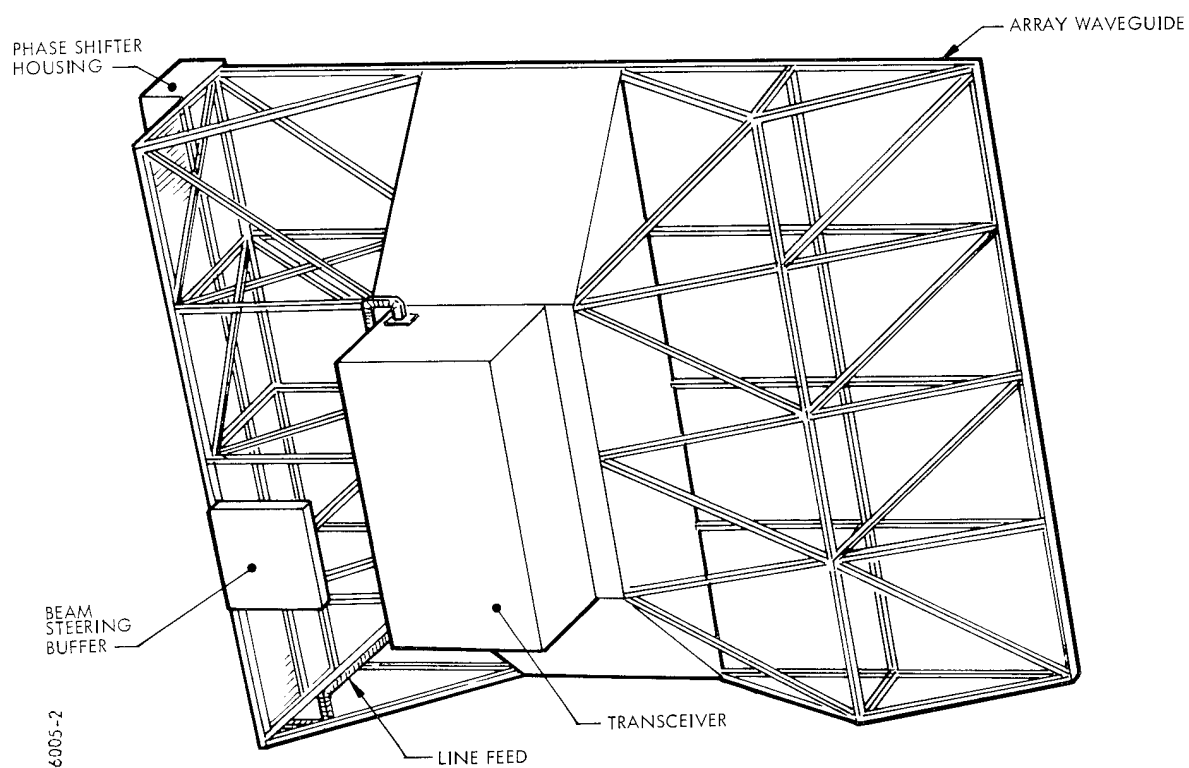 ARRAY WAVEGUIDE
PHASE SHIFTER
HOUSING
BEAM
STEERING
BUFFER
TRANSCEIVER
LINE FEED
6005-2